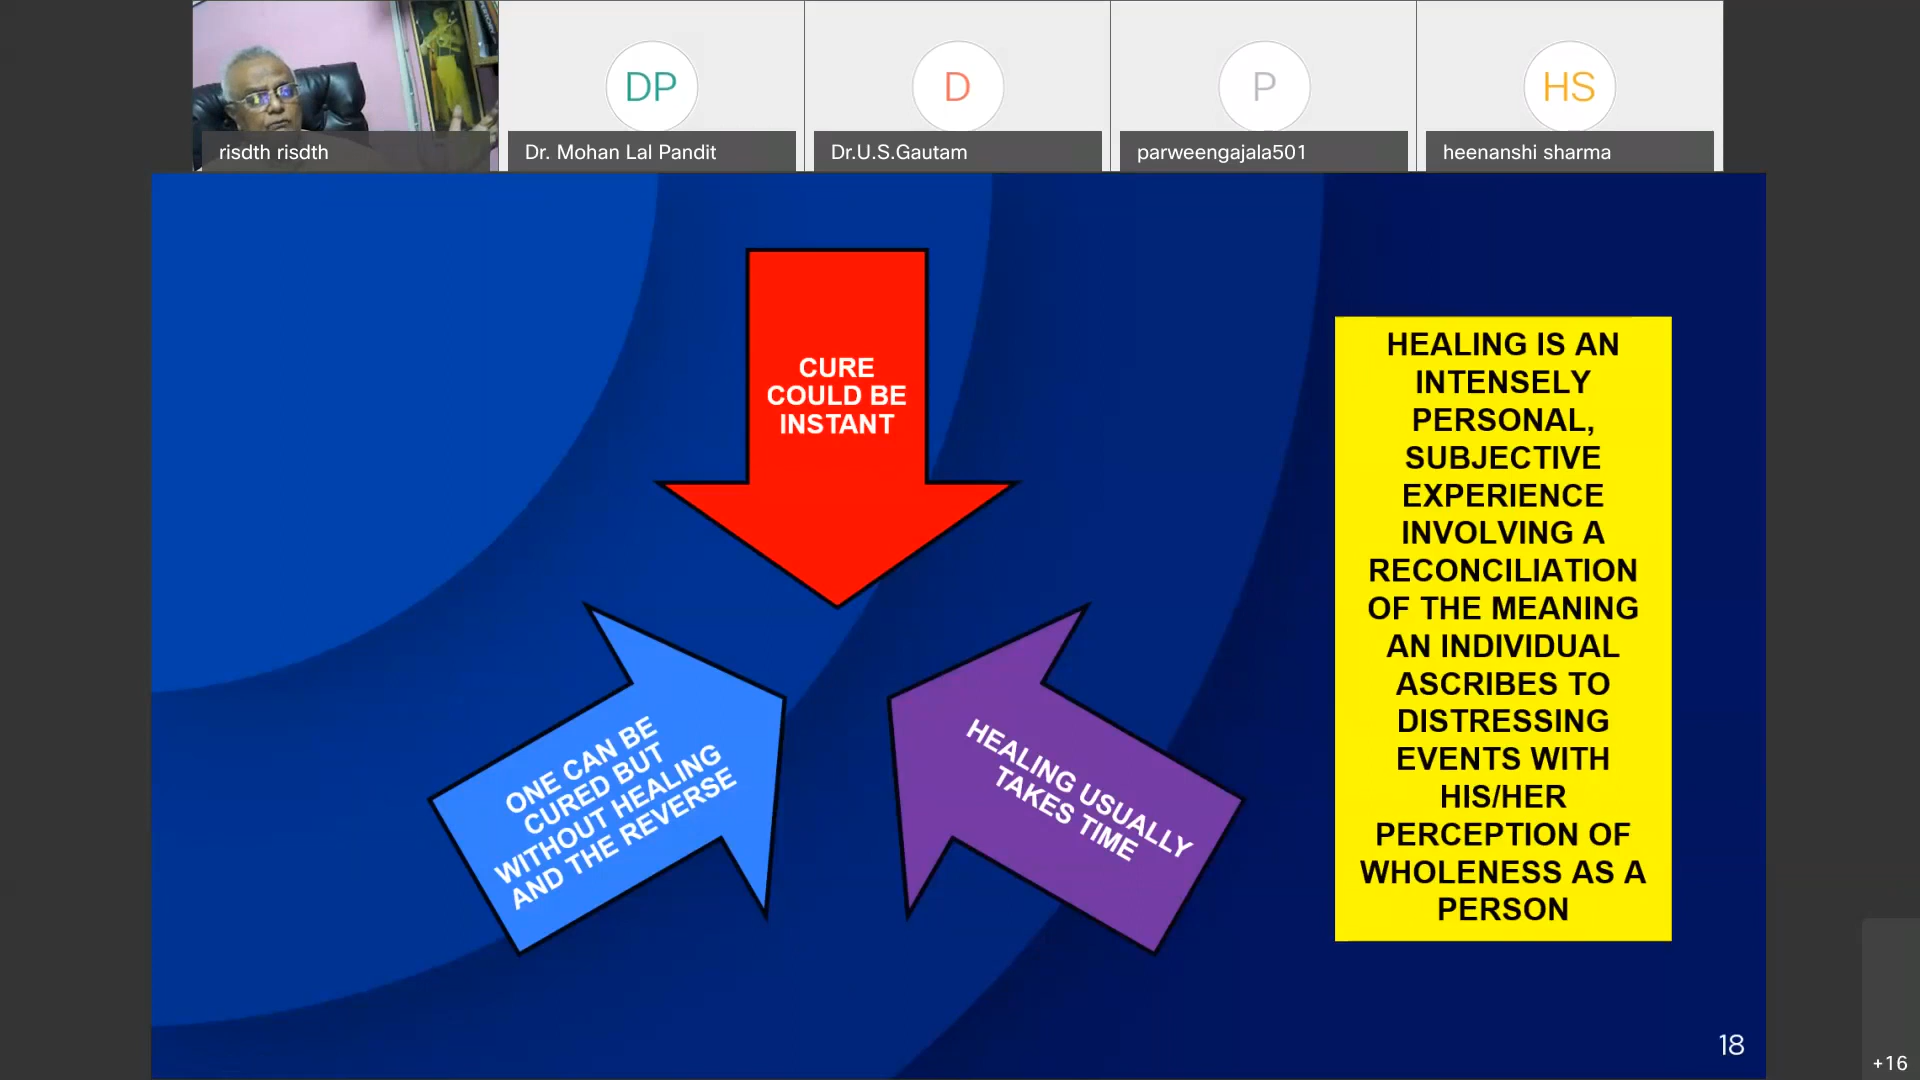 DP
D
P
HS
risdth risdth
Dr. Mohan Lal Pandit
Dr.U.S.Gautam
parweengajala501
heenanshi sharma
CURE
COULD BE
INSTANT
ONE CAN BE
CURED BUT
WITHOUT HEALING
AND THE REVERSE
HEALING USUALLY
TAKES TIME
HEALING IS AN
INTENSELY
PERSONAL,
SUBJECTIVE
EXPERIENCE
INVOLVING A
RECONCILIATION
OF THE MEANING
AN INDIVIDUAL
ASCRIBES TO
DISTRESSING
EVENTS WITH
HIS/HER
PERCEPTION OF
WHOLENESS AS A
PERSON
18
+16